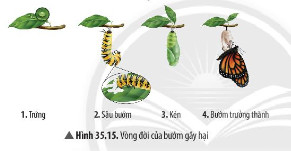 1. Trứng 2. Sâu bướm 3. Kén 4. Bướm trưởng thành
▲ Hình 35.15. Vòng đời của bướm gây hại